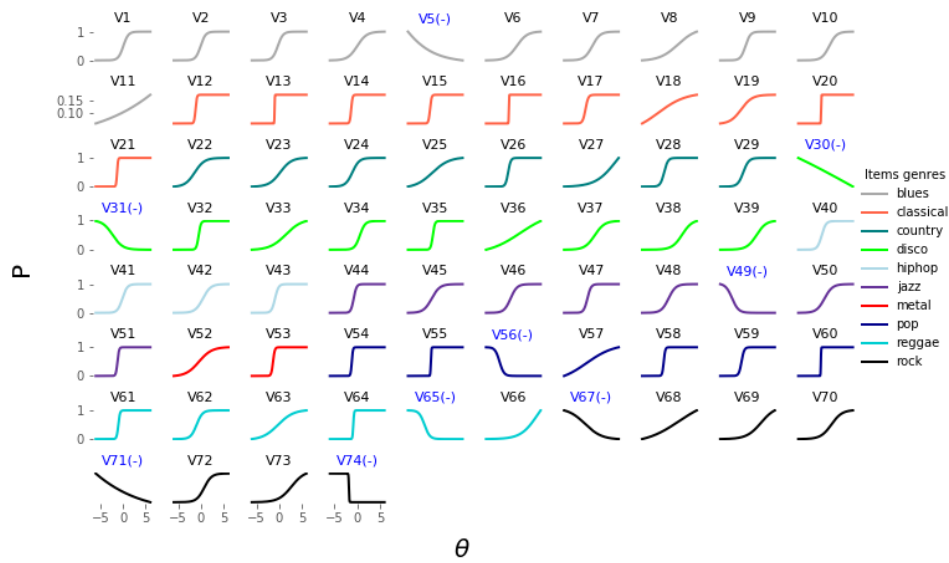 V1 V2 V3 V4 V5(-) V6 V7 V8 V9 V10
1
0
V11 V12 V13 V14 V15 V16 V17 V18 V19 V20
0.15
0.10
V21 V22 V23 V24 V25 V26 V27 V28 V29 V30(-)
1
0
V31(-) V32 V33 V34 V35 V36 V37 V38 V39 V40
1
0
V41 V42 V43 V44 V45 V46 V47 V48 V49(-) V50
1
0
V51 V52 V53 V54 V55 V56(-) V57 V58 V59 V60
1
0
V61 V62 V63 V64 V65(-) V66 V67(-) V68 V69 V70
1
0
V71(-) V72 V73 V74(-)
−5 0 5 −5 0 5 −5 0 5 −5 0 5
P
θ
Items genres
blues
classical
country
disco
hiphop
jazz
metal
pop
reggae
rock